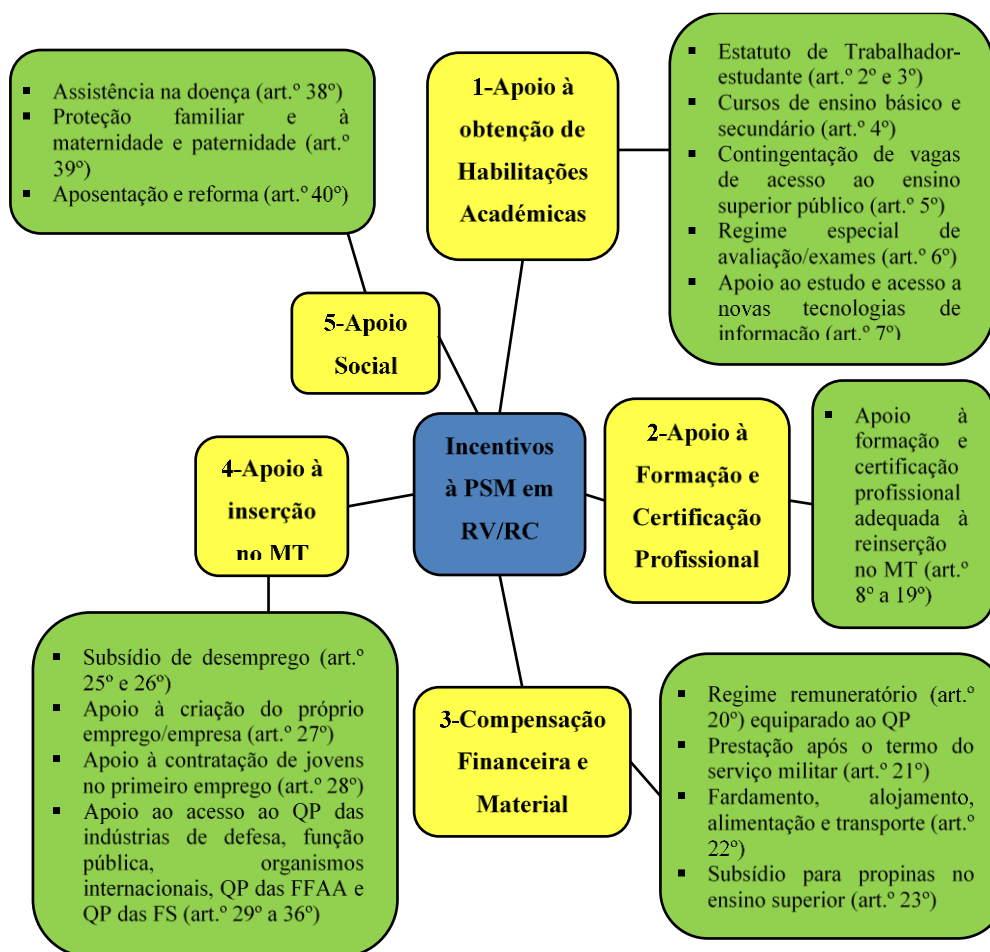 1-Apoio à
obtenção de
Habilitações
Académicas
▪ Estatuto de Trabalhador-
estudante (art.º 2º e 3º)
▪ Cursos de ensino básico e
secundário (art.º 4º)
▪ Contingentação de vagas
de acesso ao ensino
superior público (art.º 5º)
▪ Regime especial de
avaliação/exames (art.º 6º)
▪ Apoio ao estudo e acesso a
novas tecnologias de
informação (art.º 7º)
▪ Assistência na doença (art.º 38º)
▪ Proteção familiar e à
maternidade e paternidade (art.º
39º)
▪ Aposentação e reforma (art.º 40º)
5-Apoio
Social
Incentivos
à PSM em
RV/RC
2-Apoio à
Formação e
Certificação
Profissional
▪ Apoio à
formação e
certificação
profissional
adequada à
reinserção
no MT (art.º
8º a 19º)
4-Apoio à
inserção
no MT
▪ Subsídio de desemprego (art.º
25º e 26º)
▪ Apoio à criação do próprio
emprego/empresa (art.º 27º)
▪ Apoio à contratação de jovens
no primeiro emprego (art.º 28º)
▪ Apoio ao acesso ao QP das
indústrias de defesa, função
pública, organismos
internacionais, QP das FFAA e
QP das FS (art.º 29º a 36º)
3-Compensação
Financeira e
Material
▪ Regime remuneratório (art.º
20º) equiparado ao QP
▪ Prestação após o termo do
serviço militar (art.º 21º)
▪ Fardamento, alojamento,
alimentação e transporte (art.º
22º)
▪ Subsídio para propinas no
ensino superior (art.º 23º)